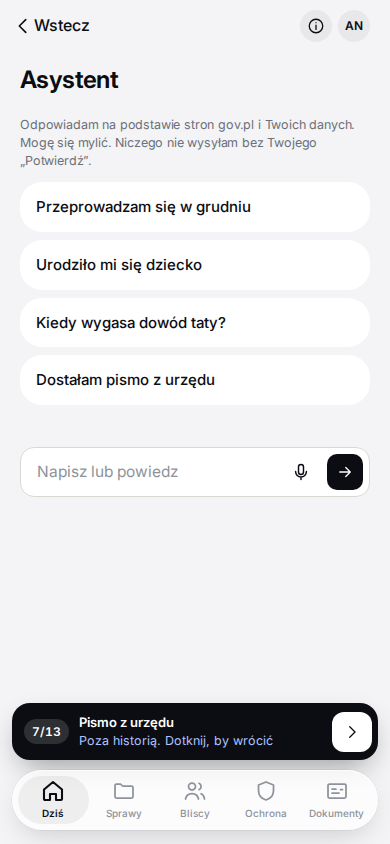 Wstecz
AN
Asystent
Odpowiadam na podstawie stron gov.pl i Twoich danych.
Mogę się mylić. Niczego nie wysyłam bez Twojego
„Potwierdź”.
Przeprowadzam się w grudniu
Urodziło mi się dziecko
Kiedy wygasa dowód taty?
Dostałam pismo z urzędu
Napisz lub powiedz
7/13
Pismo z urzędu
Poza historią. Dotknij, by wrócić
Dziś
Sprawy
Bliscy
Ochrona
Dokumenty